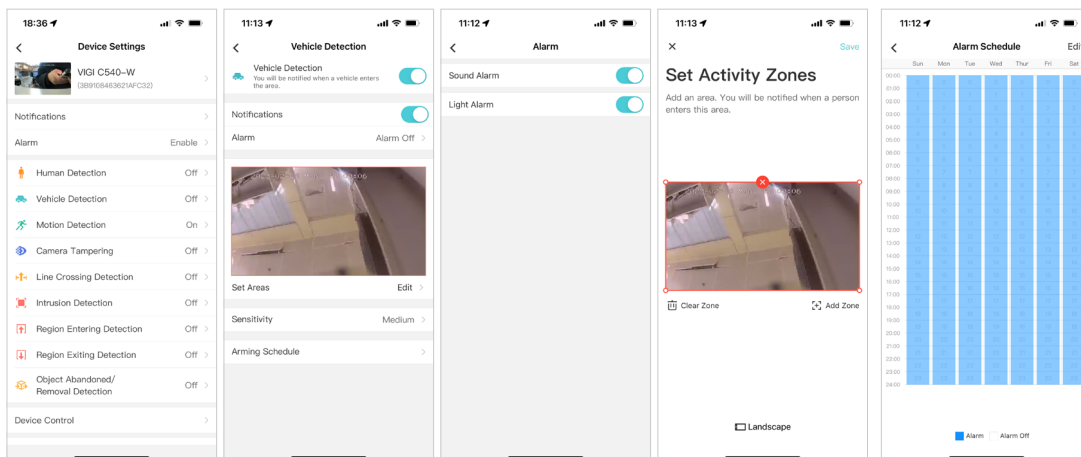 18:36
Device Settings
VIGI C540-W
(3B9108463621AFC32)
Notifications
Alarm Enable
Human Detection Off
Vehicle Detection Off
Motion Detection On
Camera Tampering Off
Line Crossing Detection Off
Intrusion Detection Off
Region Entering Detection Off
Region Exiting Detection Off
Object Abandoned/
Removal Detection Off
Device Control
11:13
Vehicle Detection
Vehicle Detection
You will be notified when a vehicle enters
the area.
Notifications
Alarm Alarm Off
Set Areas Edit
Sensitivity Medium
Arming Schedule
11:12
Alarm
Sound Alarm
Light Alarm
11:13
Save
Set Activity Zones
Add an area. You will be notified when a person
enters this area.
Clear Zone Add Zone
Landscape
11:12
Alarm Schedule Edi
Sun Mon Tue Wed Thur Fri Sat
00:00
01:00
02:00
03:00
04:00
05:00
06:00
07:00
08:00
09:00
10:00
11:00
12:00
13:00
14:00
15:00
16:00
17:00
18:00
19:00
20:00
21:00
22:00
23:00
24:00
Alarm Alarm Off